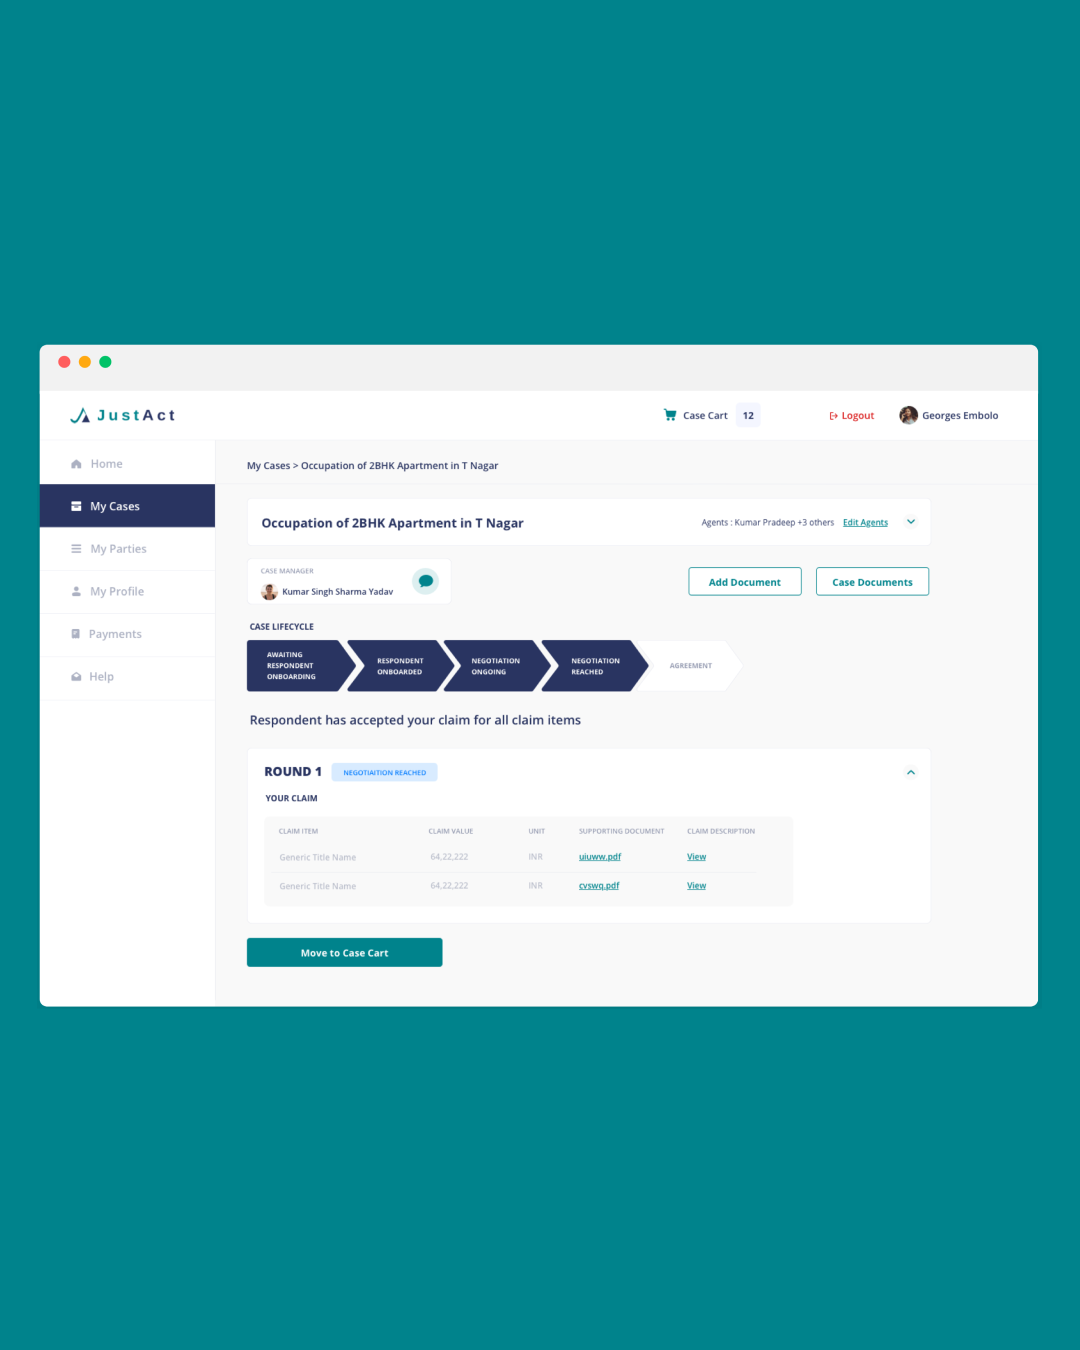 JustAct
Case Cart 12
Logout
Georges Embolo
Home
My Cases
My Parties
My Profile
Payments
Help
My Cases > Occupation of 2BHK Apartment in T Nagar
Occupation of 2BHK Apartment in T Nagar
Agents : Kumar Pradeep +3 others Edit Agents
CASE MANAGER
Kumar Singh Sharma Yadav
Add Document
Case Documents
CASE LIFECYCLE
AWAITING
RESPONDENT
ONBOARDING
RESPONDENT
ONBOARDED
NEGOTIATION
ONGOING
NEGOTIATION
REACHED
AGREEMENT
Respondent has accepted your claim for all claim items
ROUND 1 NEGOTIAITION REACHED
YOUR CLAIM
CLAIM ITEM CLAIM VALUE UNIT SUPPORTING DOCUMENT CLAIM DESCRIPTION
Generic Title Name 64,22,222 INR uiuww.pdf View
Generic Title Name 64,22,222 INR cvswq.pdf View
Move to Case Cart